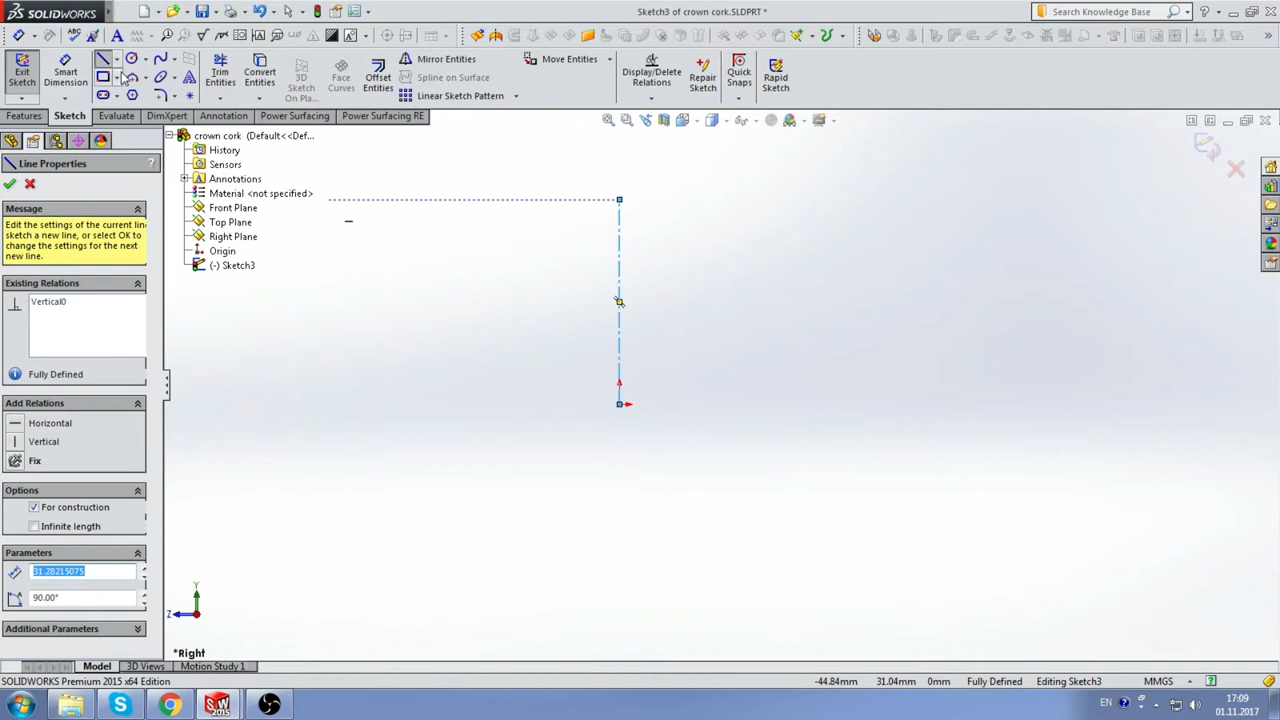 SOLIDWORKS
Sketch3 of crown cork.SLDPRT *
Search Knowledge Base
Exit Sketch
Smart Dimension
Trim Entities
Convert Entities
3D Sketch On Pla...
Face Curves
Offset Entities
Mirror Entities
Spline on Surface
Linear Sketch Pattern
Move Entities
Display/Delete Relations
Repair Sketch
Quick Snaps
Rapid Sketch
Features
Sketch
Evaluate
DimXpert
Annotation
Power Surfacing
Power Surfacing RE
Line Properties
?
Message
Edit the settings of the current lin
sketch a new line, or select OK to
change the settings for the next
new line.
Existing Relations
Vertical0
Fully Defined
Add Relations
Horizontal
Vertical
Fix
Options
For construction
Infinite length
Parameters
31.28215075
90.00°
Additional Parameters
crown cork (Default<<Def...
History
Sensors
Annotations
Material <not specified>
Front Plane
Top Plane
Right Plane
Origin
(-) Sketch3
Y
Z
*Right
Model
3D Views
Motion Study 1
SOLIDWORKS Premium 2015 x64 Edition
-44.84mm
31.04mm
0mm
Fully Defined
Editing Sketch3
MMGS
EN
17:09
01.11.2017